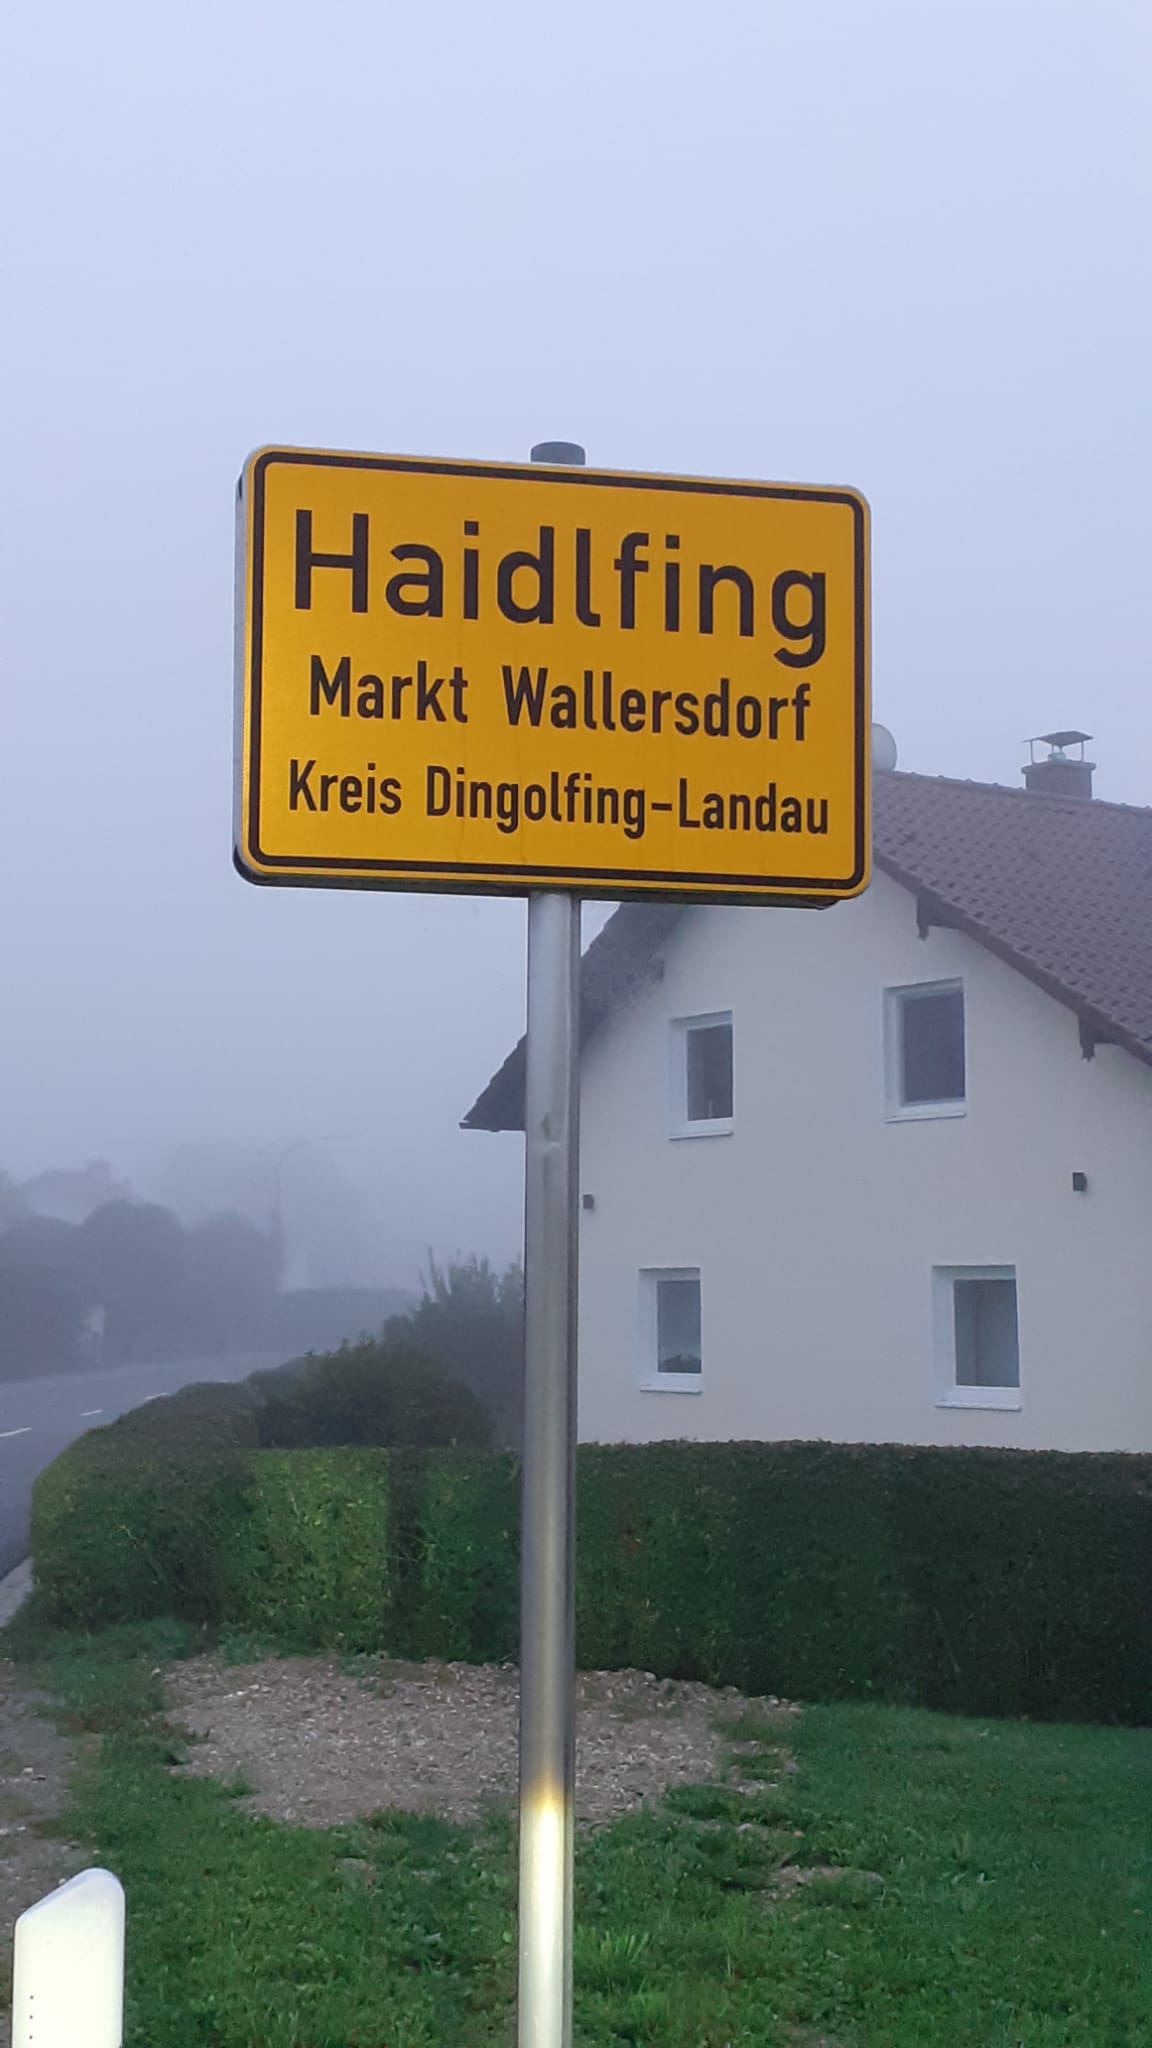 Haidlfing
Markt Wallersdorf
Kreis Dingolfing-Landau